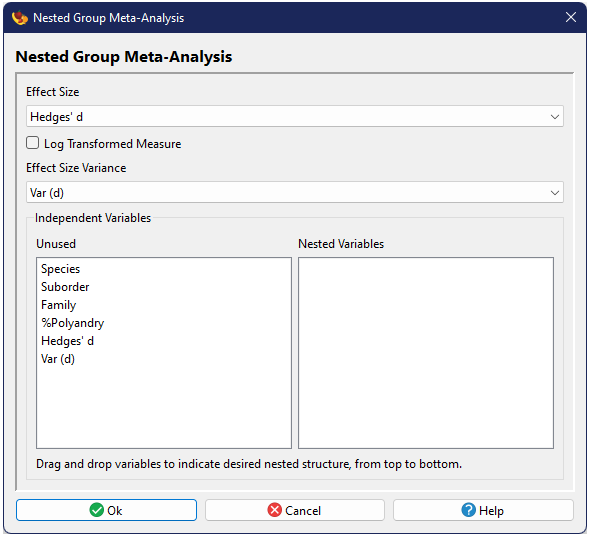 Nested Group Meta-Analysis
Nested Group Meta-Analysis
Effect Size
Hedges' d
Log Transformed Measure
Effect Size Variance
Var (d)
Independent Variables
Unused
Nested Variables
Species
Suborder
Family
%Polyandry
Hedges' d
Var (d)
Drag and drop variables to indicate desired nested structure, from top to bottom.
Ok
Cancel
Help